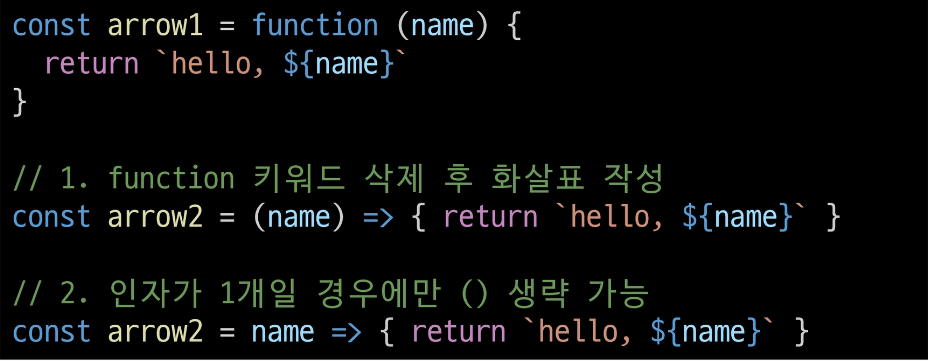 const arrow1 = function (name) {
  return `hello, ${name}`
}
// 1. function 키워드 삭제 후 화살표 작성
const arrow2 = (name) => { return `hello, ${name}` }
// 2. 인자가 1개일 경우에만 () 생략 가능
const arrow2 = name => { return `hello, ${name}` }